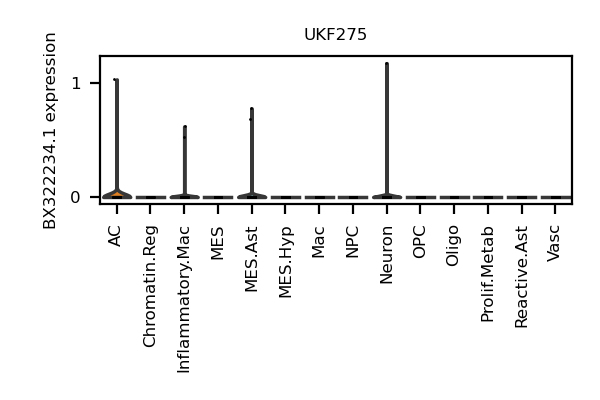 UKF275
BX322234.1 expression
1
0
AC
Chromatin.Reg
Inflammatory.Mac
MES
MES.Ast
MES.Hyp
Mac
NPC
Neuron
OPC
Oligo
Prolif.Metab
Reactive.Ast
Vasc